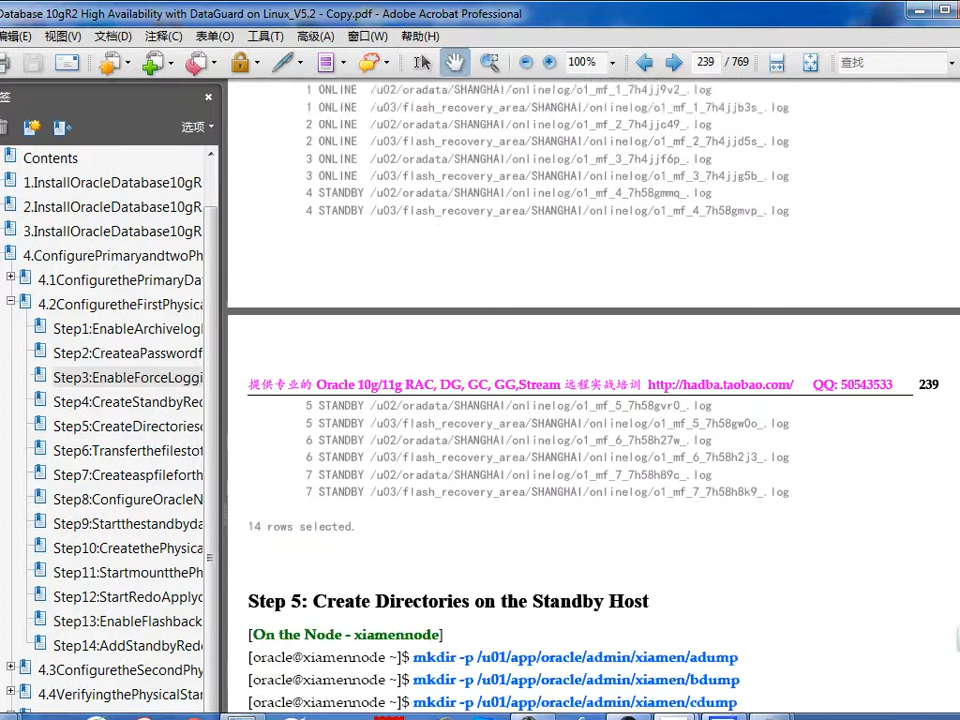 Database 10gR2 High Availability with DataGuard on Linux_V5.2 - Copy.pdf - Adobe Acrobat Professional
编辑(E) 视图(V) 文档(D) 注释(C) 表单(O) 工具(T) 高级(A) 窗口(W) 帮助(H)
100% 239 / 769 查找
签
选项
Contents
1.InstallOracleDatabase10gR
2.InstallOracleDatabase10gR
3.InstallOracleDatabase10gR
4.ConfigurePrimaryandtwoPh
4.1ConfigurethePrimaryDa
4.2ConfiguretheFirstPhysica
Step1:EnableArchivelog
Step2:CreateaPasswordf
Step3:EnableForceLoggi
Step4:CreateStandbyRed
Step5:CreateDirectories
Step6:Transferthefilestot
Step7:Createaspfileforth
Step8:ConfigureOracleN
Step9:Startthestandbyda
Step10:CreatethePhysica
Step11:StartmountthePh
Step12:StartRedoApplyo
Step13:EnableFlashback
Step14:AddStandbyRedo
4.3ConfiguretheSecondPhy
4.4VerifyingthePhysicalStar
1 ONLINE /u02/oradata/SHANGHAI/onlinelog/o1_mf_1_7h4jj9v2_.log
1 ONLINE /u03/flash_recovery_area/SHANGHAI/onlinelog/o1_mf_1_7h4jjb3s_.log
2 ONLINE /u02/oradata/SHANGHAI/onlinelog/o1_mf_2_7h4jjc49_.log
2 ONLINE /u03/flash_recovery_area/SHANGHAI/onlinelog/o1_mf_2_7h4jjd5s_.log
3 ONLINE /u02/oradata/SHANGHAI/onlinelog/o1_mf_3_7h4jjf6p_.log
3 ONLINE /u03/flash_recovery_area/SHANGHAI/onlinelog/o1_mf_3_7h4jjg5b_.log
4 STANDBY /u02/oradata/SHANGHAI/onlinelog/o1_mf_4_7h58gmmq_.log
4 STANDBY /u03/flash_recovery_area/SHANGHAI/onlinelog/o1_mf_4_7h58gmvp_.log
提供专业的 Oracle 10g/11g RAC, DG, GC, GG,Stream 远程实战培训 http://hadba.taobao.com/ QQ: 50543533 239
5 STANDBY /u02/oradata/SHANGHAI/onlinelog/o1_mf_5_7h58gvr0_.log
5 STANDBY /u03/flash_recovery_area/SHANGHAI/onlinelog/o1_mf_5_7h58gw0o_.log
6 STANDBY /u02/oradata/SHANGHAI/onlinelog/o1_mf_6_7h58h27w_.log
6 STANDBY /u03/flash_recovery_area/SHANGHAI/onlinelog/o1_mf_6_7h58h2j3_.log
7 STANDBY /u02/oradata/SHANGHAI/onlinelog/o1_mf_7_7h58h89c_.log
7 STANDBY /u03/flash_recovery_area/SHANGHAI/onlinelog/o1_mf_7_7h58h8k9_.log
14 rows selected.
Step 5: Create Directories on the Standby Host
[On the Node - xiamennode]
[oracle@xiamennode ~]$ mkdir -p /u01/app/oracle/admin/xiamen/adump
[oracle@xiamennode ~]$ mkdir -p /u01/app/oracle/admin/xiamen/bdump
[oracle@xiamennode ~]$ mkdir -p /u01/app/oracle/admin/xiamen/cdump